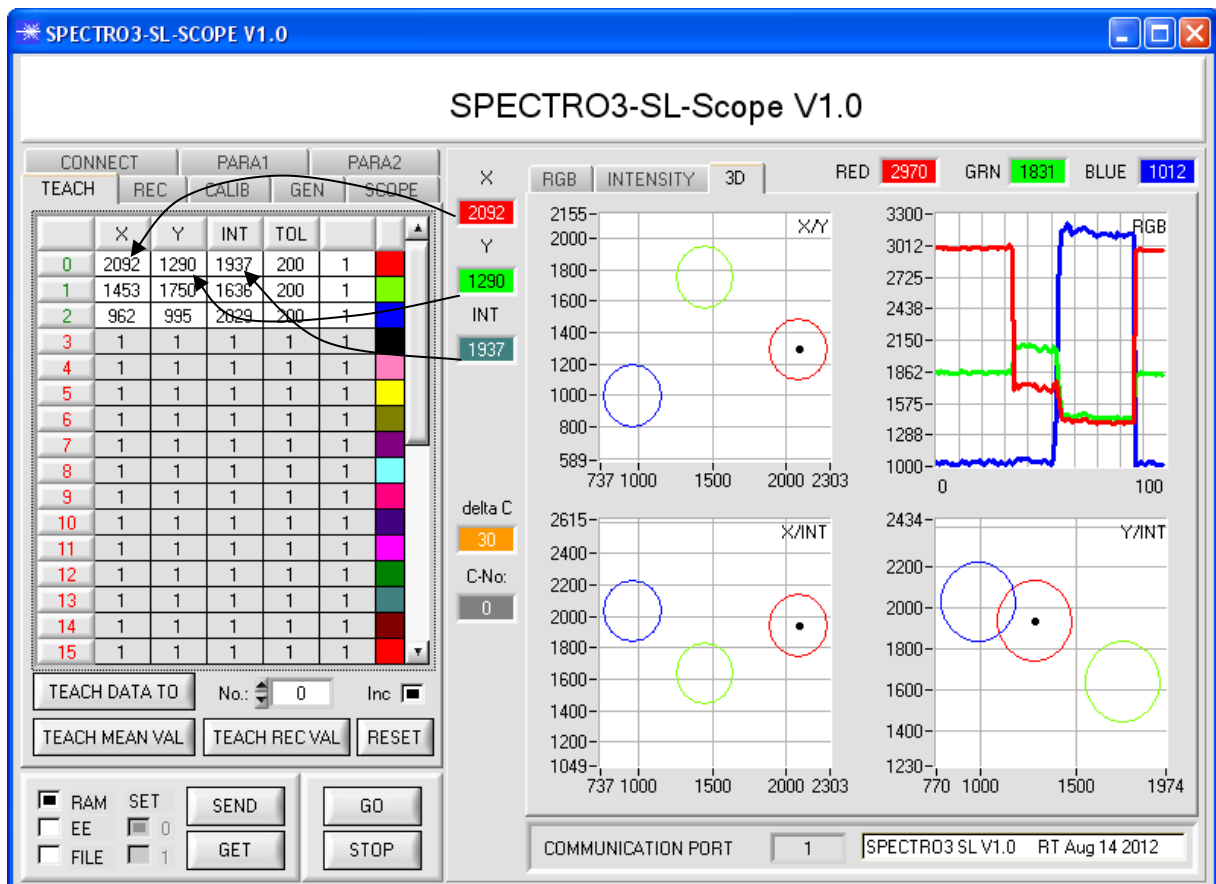 SPECTRO3-SL-SCOPE V1.0
SPECTRO3-SL-Scope V1.0
CONNECT PARA1 PARA2
TEACH REC CALIB GEN SCOPE
X Y INT TOL
0 2092 1290 1937 200 1
1 1453 1750 1636 200 1
2 962 995 2029 200 1
3 1 1 1 1 1
4 1 1 1 1 1
5 1 1 1 1 1
6 1 1 1 1 1
7 1 1 1 1 1
8 1 1 1 1 1
9 1 1 1 1 1
10 1 1 1 1 1
11 1 1 1 1 1
12 1 1 1 1 1
13 1 1 1 1 1
14 1 1 1 1 1
15 1 1 1 1 1
TEACH DATA TO No.: 0 Inc
TEACH MEAN VAL TEACH REC VAL RESET
RAM SET SEND GO
EE 0
FILE 1 GET STOP
X
2092
Y
1290
INT
1937
delta C
30
C-No:
0
RGB INTENSITY 3D
RED 2970 GRN 1831 BLUE 1012
X/Y
2155
2000
1800
1600
1400
1200
1000
800
589
737 1000 1500 2000 2303
RGB
3300
3012
2725
2438
2150
1862
1575
1288
1000
0 100
X/INT
2615
2400
2200
2000
1800
1600
1400
1200
1049
737 1000 1500 2000 2303
Y/INT
2434
2200
2000
1800
1600
1400
1230
770 1000 1500 1974
COMMUNICATION PORT 1 SPECTRO3 SL V1.0 RT Aug 14 2012